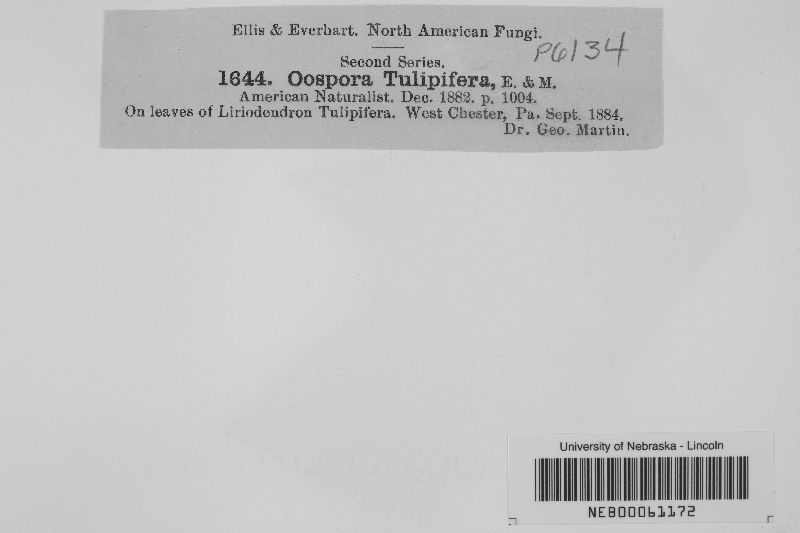 Ellis & Everhart. North American Fungi.
P6134
Second Series.
1644. Oospora Tulipifera, E. & M.
American Naturalist. Dec. 1882. p. 1004.
On leaves of Liriodendron Tulipifera. West Chester, Pa. Sept. 1884.
Dr. Geo. Martin.
University of Nebraska - Lincoln
NEB00061172